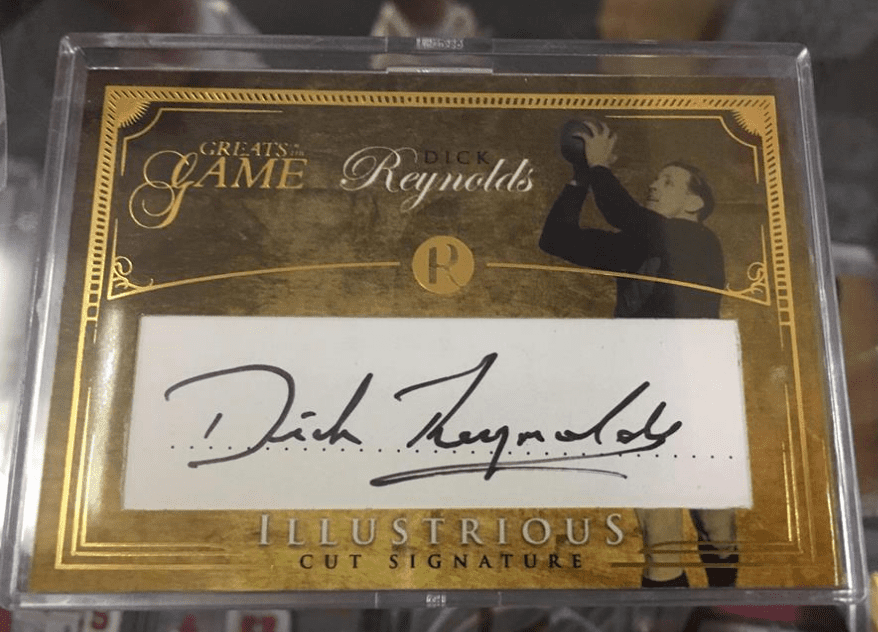 GREATS OF THE
GAME
DICK
Reynolds
R
Dick Reynolds
ILLUSTRIOUS
CUT SIGNATURE